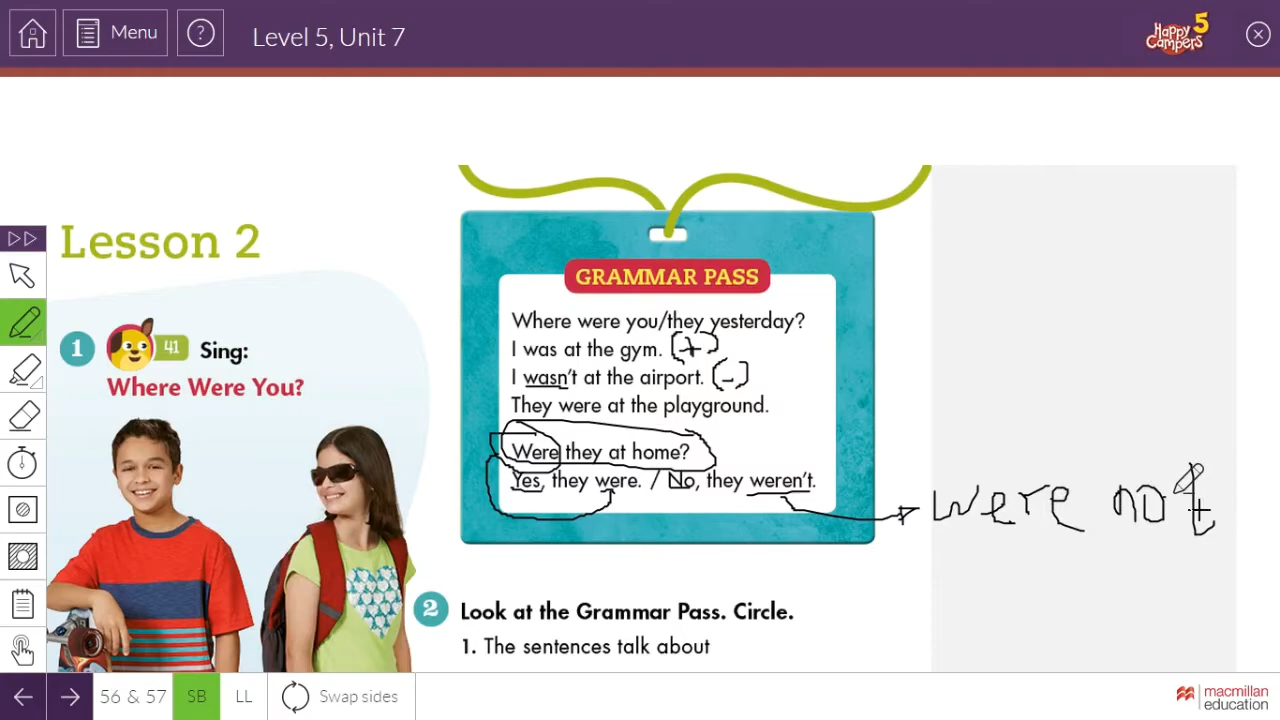 Menu
?
Level 5, Unit 7
Happy Campers 5
Lesson 2
1 41 Sing:
Where Were You?
GRAMMAR PASS
Where were you/they yesterday?
I was at the gym. (+)
I wasn't at the airport. (-)
They were at the playground.
Were they at home?
Yes, they were. / No, they weren't.
were not
2 Look at the Grammar Pass. Circle.
1. The sentences talk about
56 & 57
SB
LL
Swap sides
macmillan
education